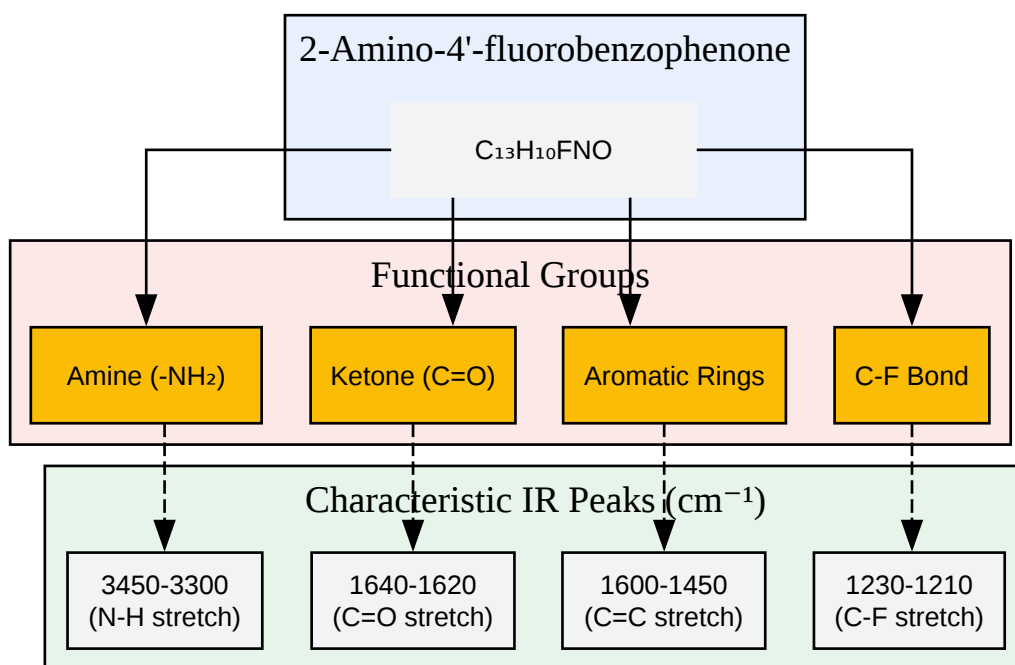 2-Amino-4'-fluorobenzophenone
C₁₃H₁₀FNO
Functional Groups
Amine (-NH₂)
Ketone (C=O)
Aromatic Rings
C-F Bond
Characteristic IR Peaks (cm⁻¹)
3450-3300
(N-H stretch)
1640-1620
(C=O stretch)
1600-1450
(C=C stretch)
1230-1210
(C-F stretch)